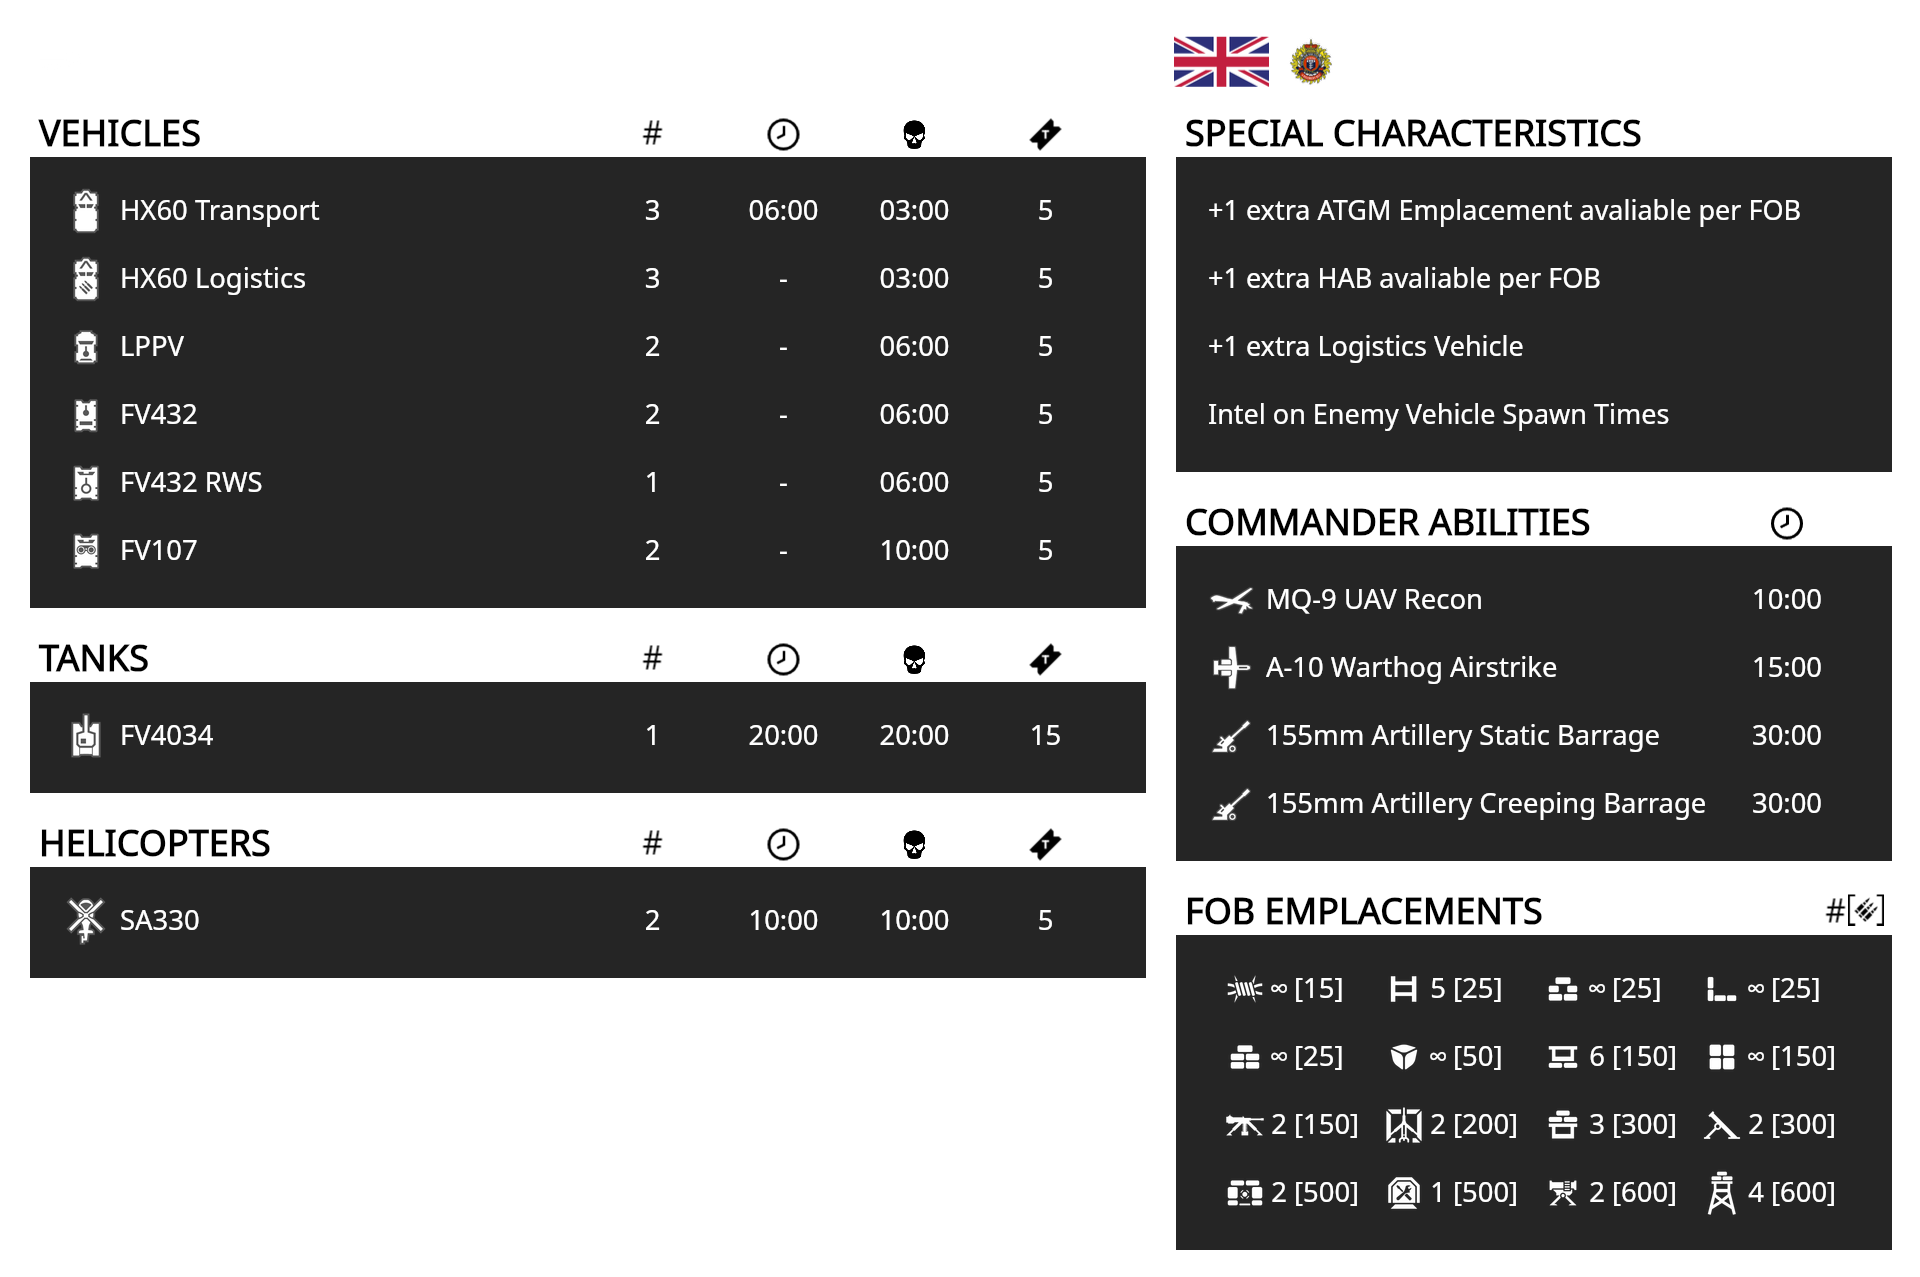 VEHICLES #
HX60 Transport 3 06:00 03:00 5
HX60 Logistics 3 - 03:00 5
LPPV 2 - 06:00 5
FV432 2 - 06:00 5
FV432 RWS 1 - 06:00 5
FV107 2 - 10:00 5
TANKS #
FV4034 1 20:00 20:00 15
HELICOPTERS #
SA330 2 10:00 10:00 5
SPECIAL CHARACTERISTICS
+1 extra ATGM Emplacement avaliable per FOB
+1 extra HAB avaliable per FOB
+1 extra Logistics Vehicle
Intel on Enemy Vehicle Spawn Times
COMMANDER ABILITIES
MQ-9 UAV Recon 10:00
A-10 Warthog Airstrike 15:00
155mm Artillery Static Barrage 30:00
155mm Artillery Creeping Barrage 30:00
FOB EMPLACEMENTS #[ ]
∞ [15] 5 [25] ∞ [25] ∞ [25]
∞ [25] ∞ [50] 6 [150] ∞ [150]
2 [150] 2 [200] 3 [300] 2 [300]
2 [500] 1 [500] 2 [600] 4 [600]